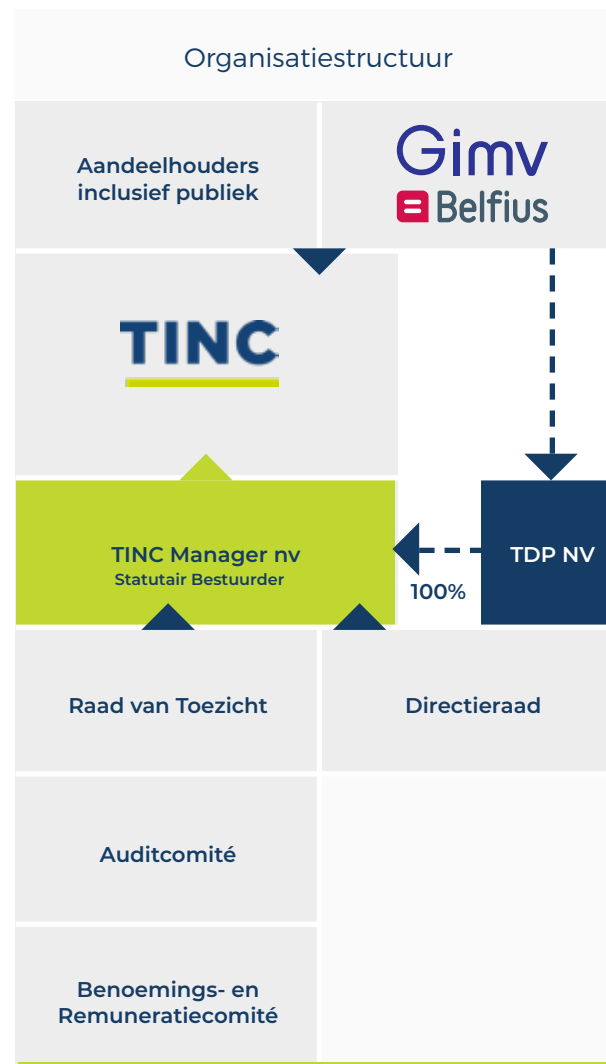 Organisatiestructuur
Aandeelhouders
inclusief publiek
Gimv
Belfius
TINC
TINC Manager nv
Statutair Bestuurder
100%
TDP NV
Raad van Toezicht
Directieraad
Auditcomité
Benoemings- en
Remuneratiecomité